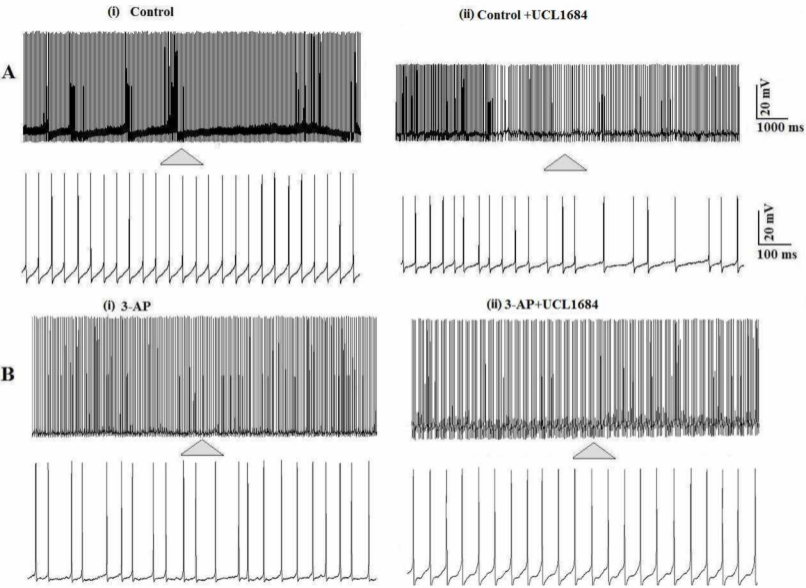 (i) Control
(ii) Control +UCL1684
A
20 mV
1000 ms
20 mV
100 ms
(i) 3-AP
(ii) 3-AP+UCL1684
B